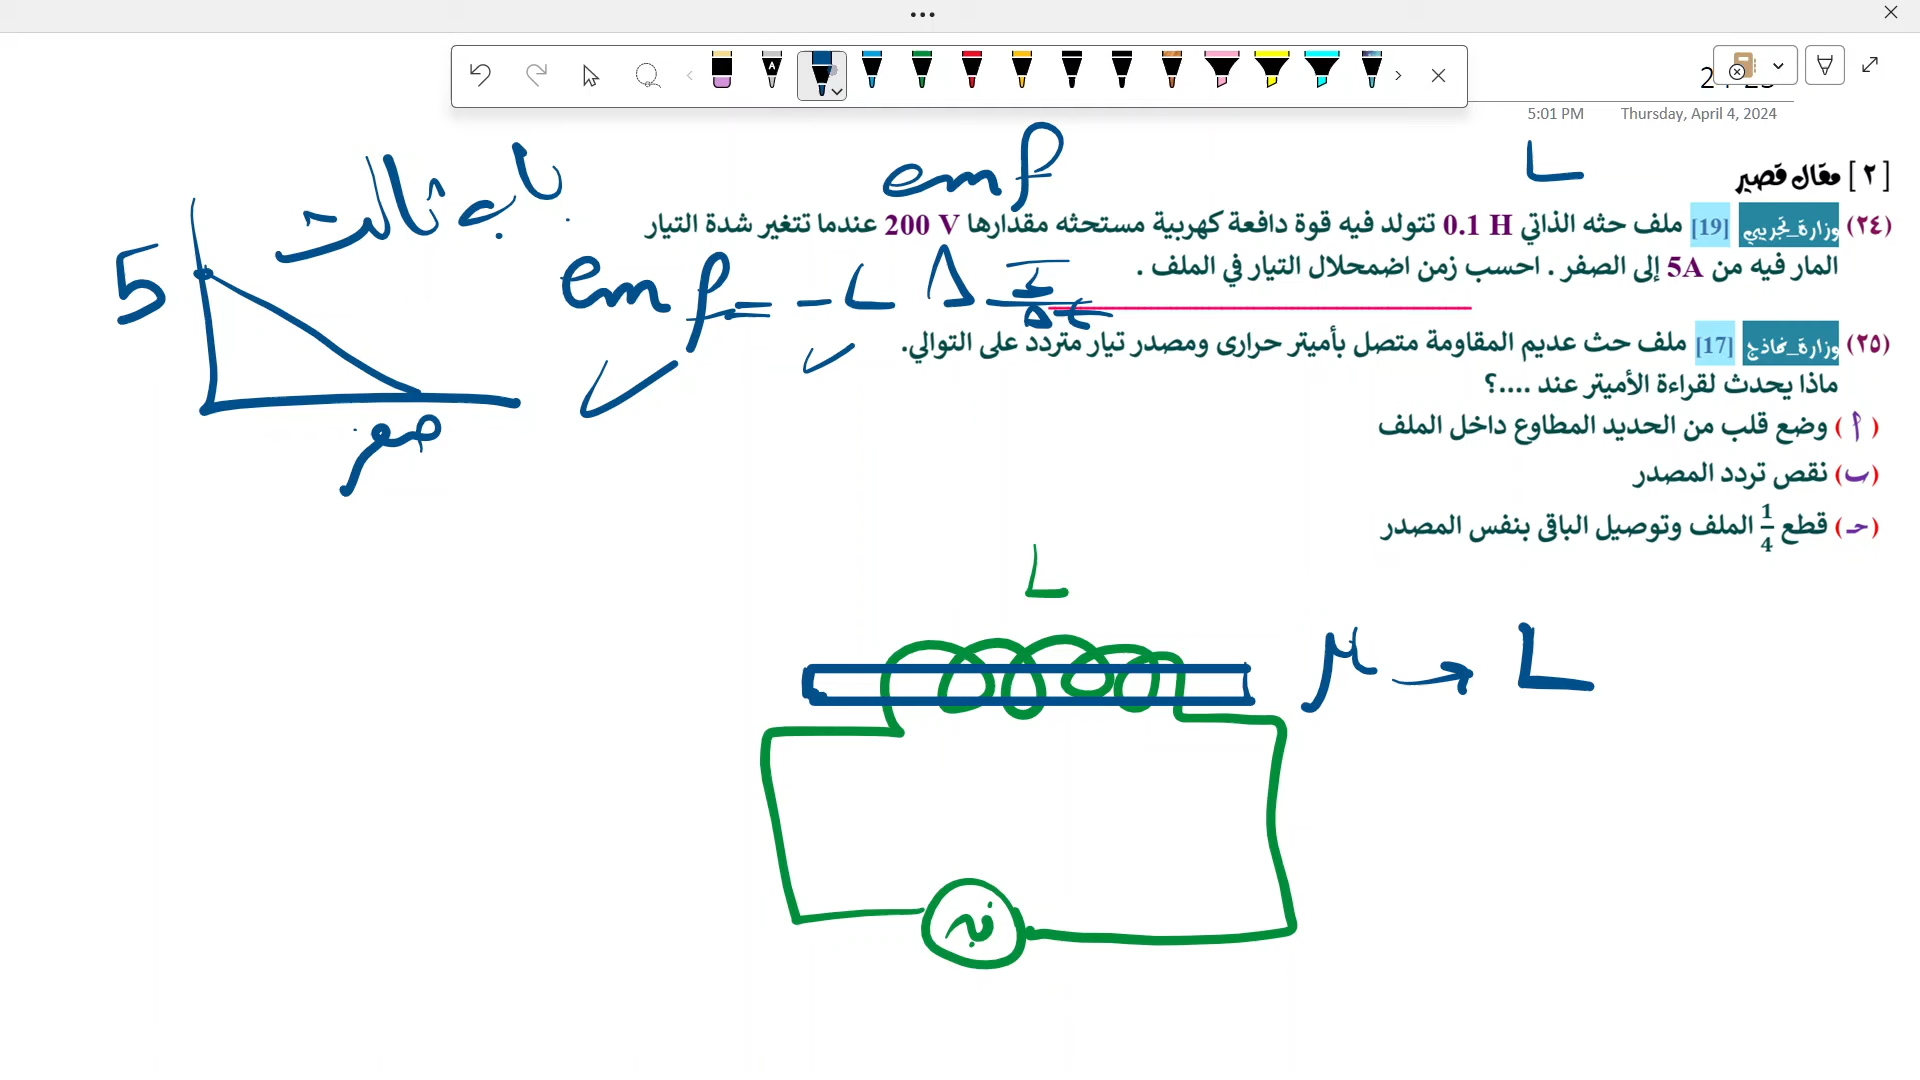 24-25
5:01 PM Thursday, April 4, 2024
[٢] مقال قصير
L
emf
باب ثالث
(٢٤) وزارة_تجريبي [19] ملف حثه الذاتي 0.1 H تتولد فيه قوة دافعة كهربية مستحثه مقدارها 200 V عندما تتغير شدة التيار
المار فيه من 5A إلى الصفر . احسب زمن اضمحلال التيار في الملف .
emf = - L Δ I / Δt
5
صفر
(٢٥) وزارة_نماذج [17] ملف حث عديم المقاومة متصل بأميتر حرارى ومصدر تيار متردد على التوالي.
ماذا يحدث لقراءة الأميتر عند ....؟
(أ) وضع قلب من الحديد المطاوع داخل الملف
(ب) نقص تردد المصدر
(حـ) قطع 1/4 الملف وتوصيل الباقى بنفس المصدر
L
μ → L